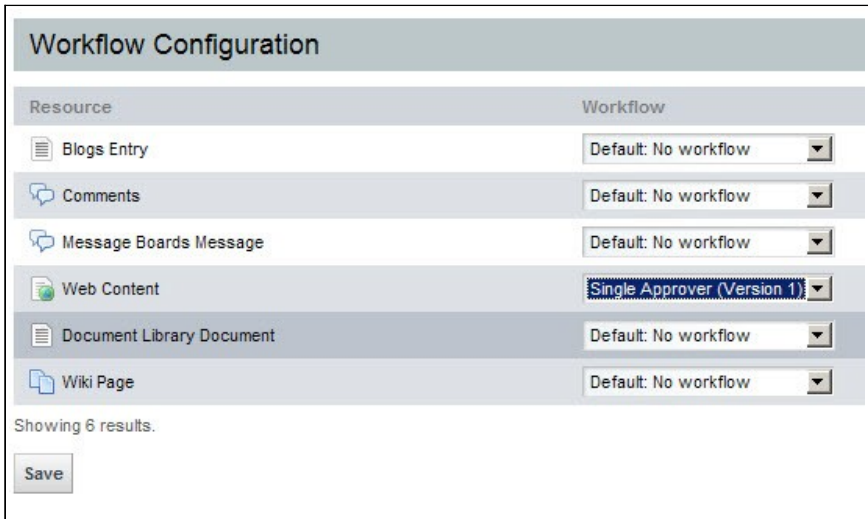 Workflow Configuration
Resource Workflow
Blogs Entry Default: No workflow
Comments Default: No workflow
Message Boards Message Default: No workflow
Web Content Single Approver (Version 1)
Document Library Document Default: No workflow
Wiki Page Default: No workflow
Showing 6 results.
Save